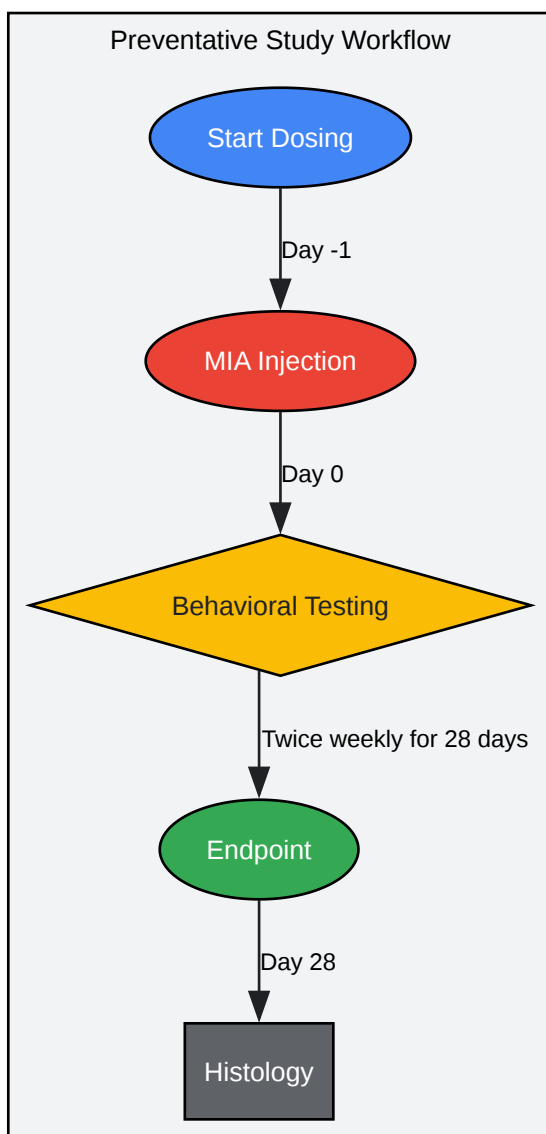 Preventative Study Workflow
Start Dosing
Day -1
MIA Injection
Day 0
Behavioral Testing
Twice weekly for 28 days
Endpoint
Day 28
Histology